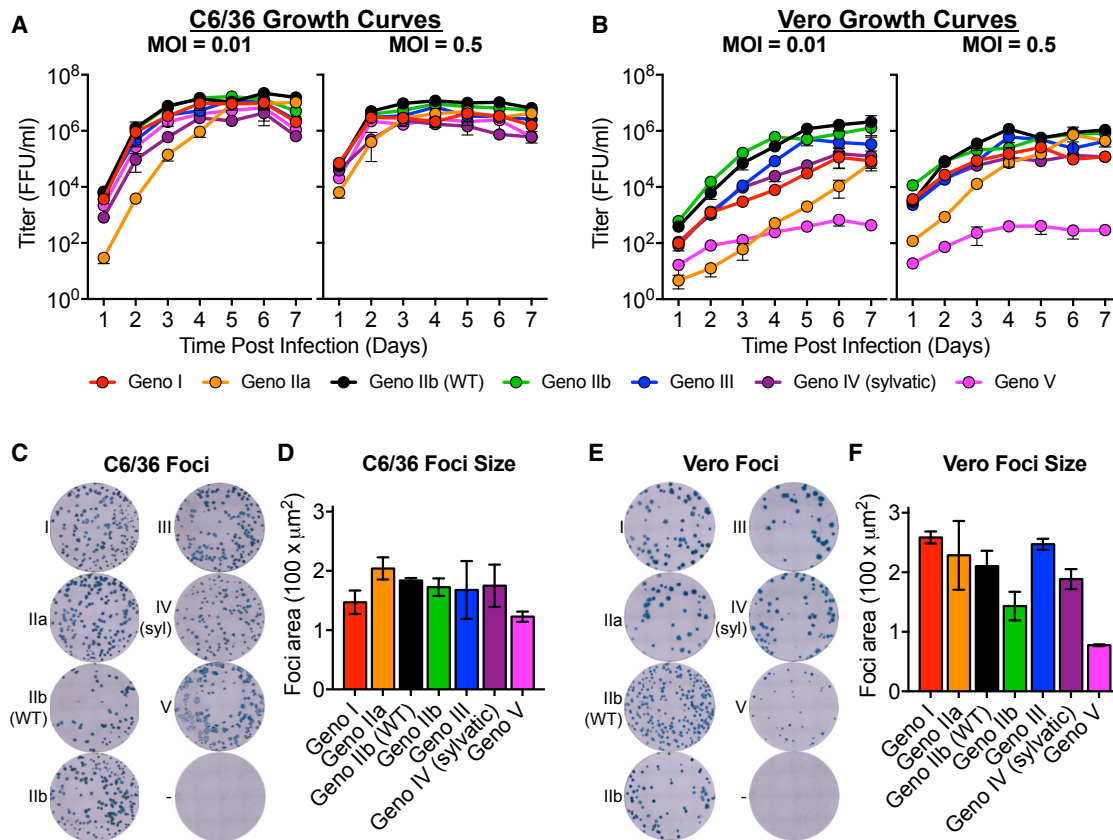 A
C6/36 Growth Curves
MOI = 0.01
MOI = 0.5
Titer (FFU/ml)
10^8
10^6
10^4
10^2
10^0
1 2 3 4 5 6 7
1 2 3 4 5 6 7
Time Post Infection (Days)
B
Vero Growth Curves
MOI = 0.01
MOI = 0.5
Titer (FFU/ml)
10^8
10^6
10^4
10^2
10^0
1 2 3 4 5 6 7
1 2 3 4 5 6 7
Time Post Infection (Days)
Geno I Geno IIa Geno IIb (WT) Geno IIb Geno III Geno IV (sylvatic) Geno V
C
C6/36 Foci
I
III
IIa
IV
(syl)
IIb
(WT)
V
IIb
-
D
C6/36 Foci Size
Foci area (100 x μm²)
3
2
1
0
Geno I
Geno IIa
Geno IIb (WT)
Geno IIb
Geno III
Geno IV (sylvatic)
Geno V
E
Vero Foci
I
III
IIa
IV
(syl)
IIb
(WT)
V
IIb
-
F
Vero Foci Size
Foci area (100 x μm²)
3
2
1
0
Geno I
Geno IIa
Geno IIb (WT)
Geno IIb
Geno III
Geno IV (sylvatic)
Geno V